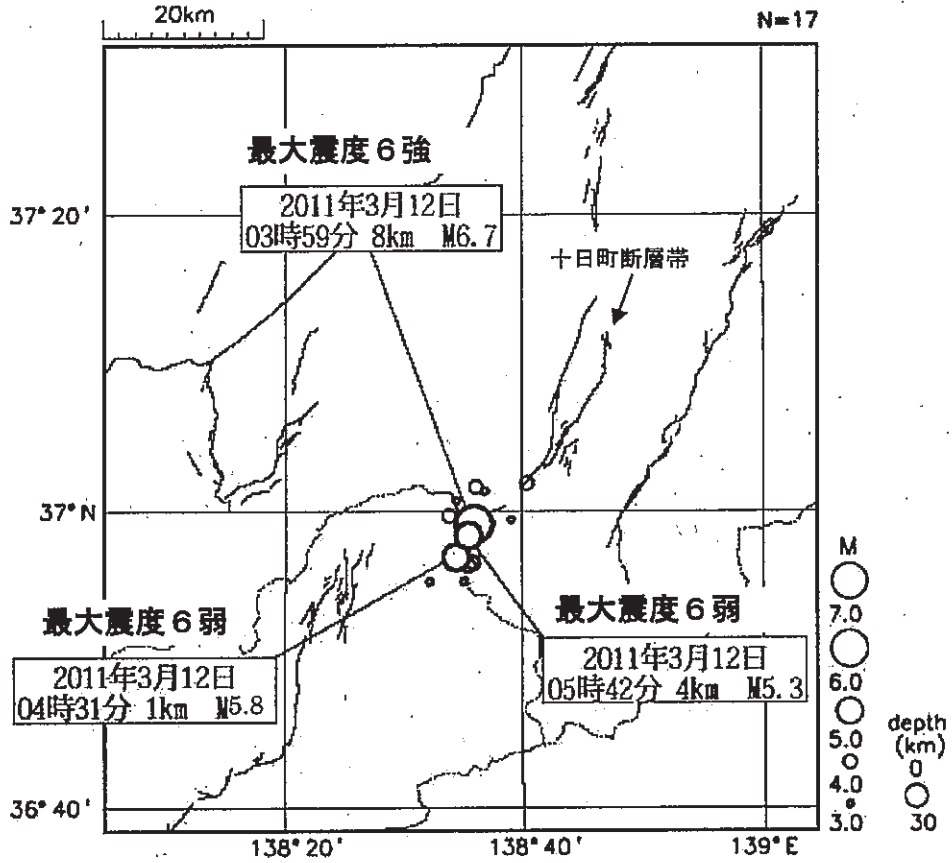 20km
N=17
最大震度6強
2011年3月12日
03時59分 8km M6.7
37°20'
十日町断層帯
37°N
最大震度6弱
2011年3月12日
04時31分 1km M5.8
最大震度6弱
2011年3月12日
05時42分 4km M5.3
M
7.0
6.0
5.0
4.0
3.0
depth
(km)
0
30
36°40'
138°20'
138°40'
139°E